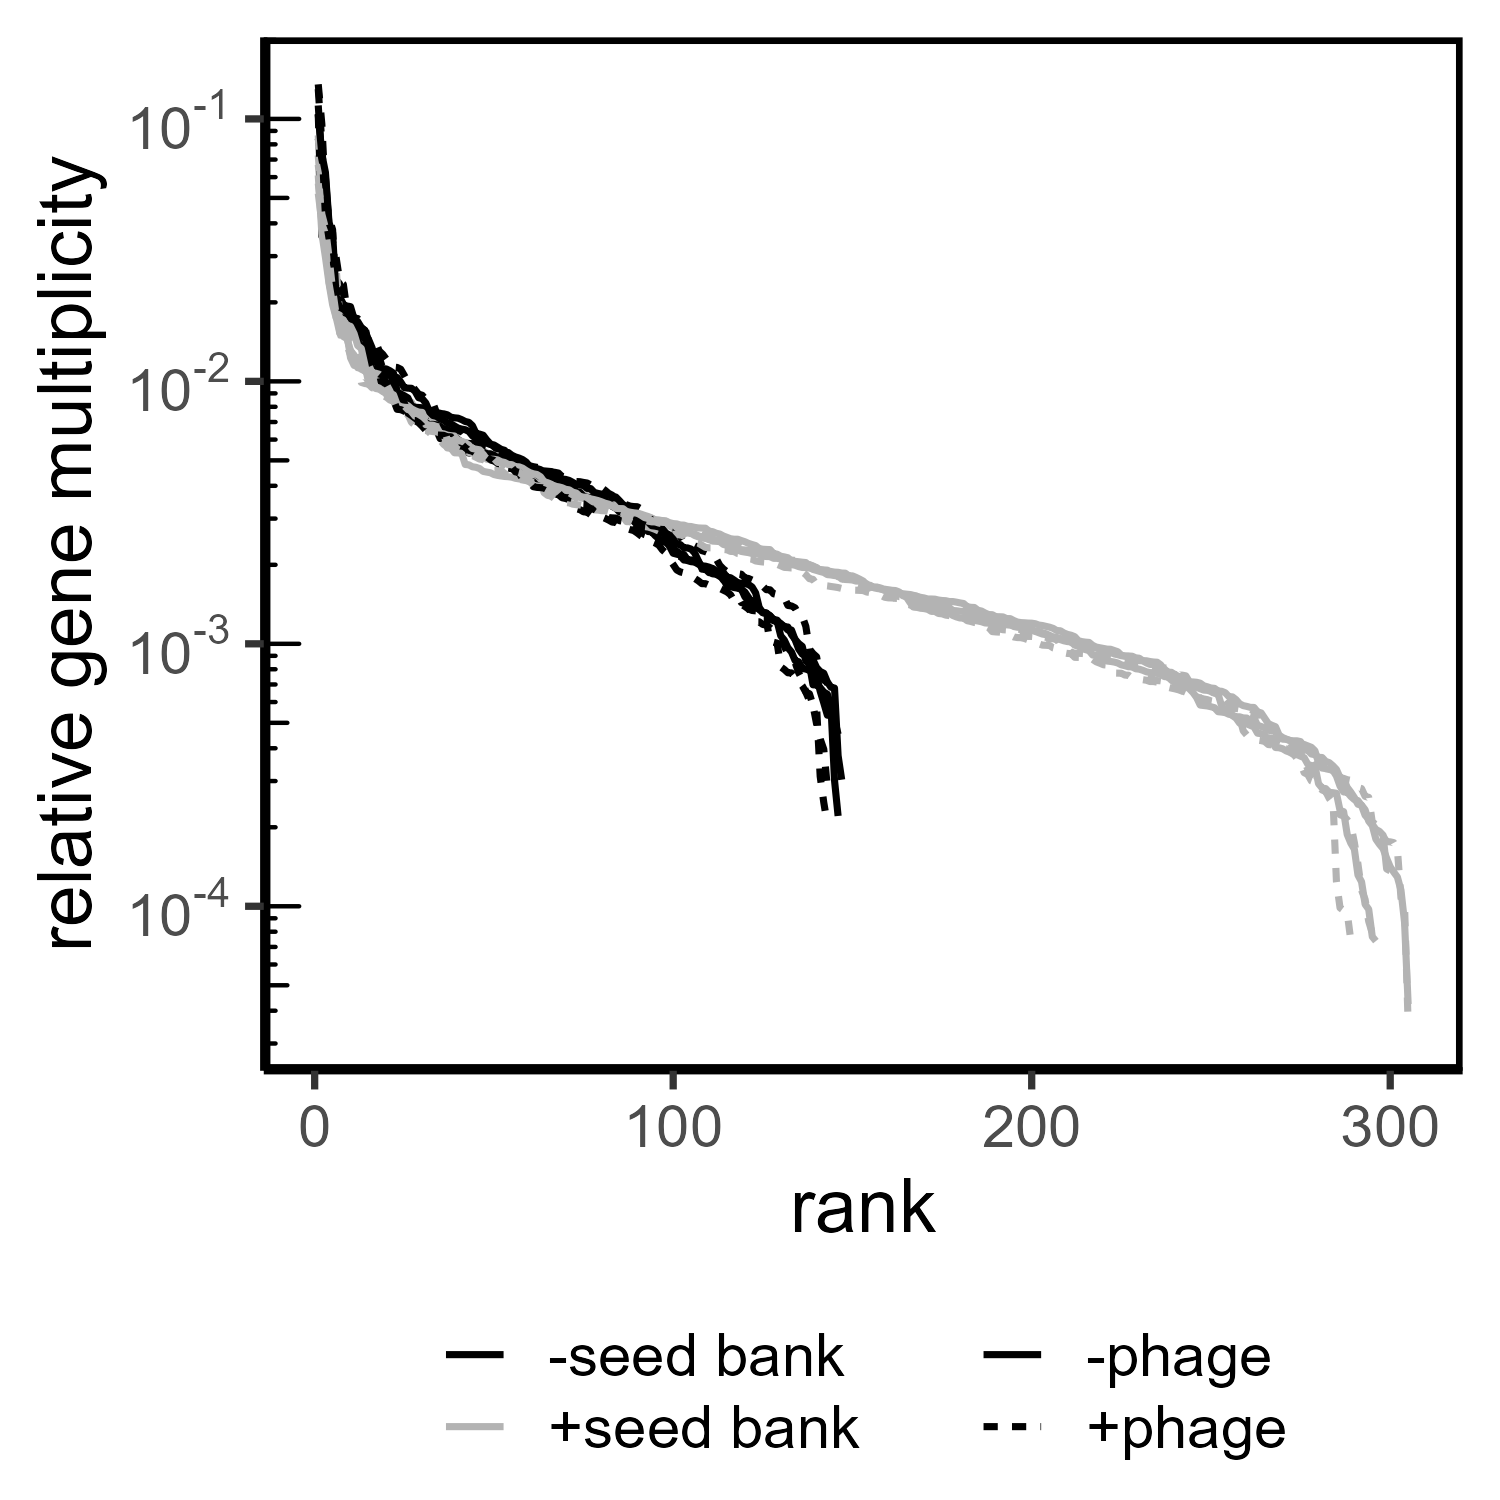 relative gene multiplicity
10^-1
10^-2
10^-3
10^-4
0 100 200 300
rank
-seed bank -phage
+seed bank +phage